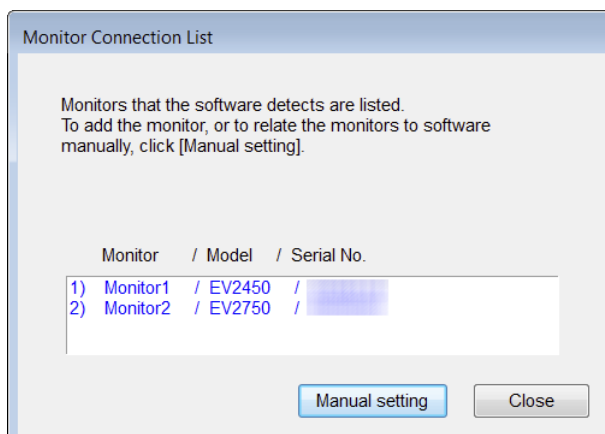 Monitor Connection List
Monitors that the software detects are listed.
To add the monitor, or to relate the monitors to software
manually, click [Manual setting].
Monitor / Model / Serial No.
1) Monitor1 / EV2450 /
2) Monitor2 / EV2750 /
Manual setting Close